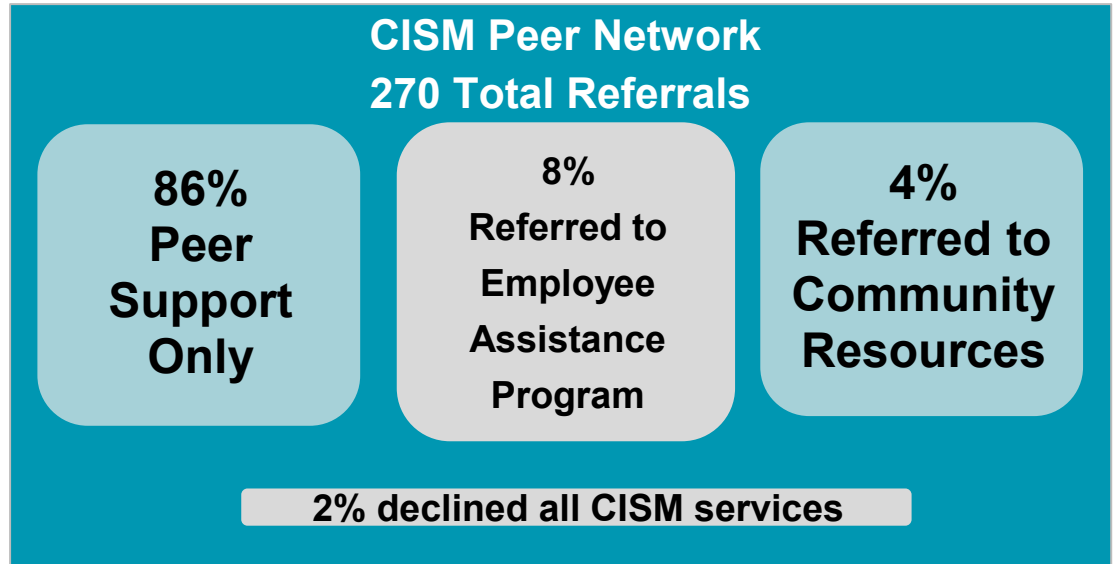 CISM Peer Network
270 Total Referrals
86%
Peer
Support
Only
8%
Referred to
Employee
Assistance
Program
4%
Referred to
Community
Resources
2% declined all CISM services